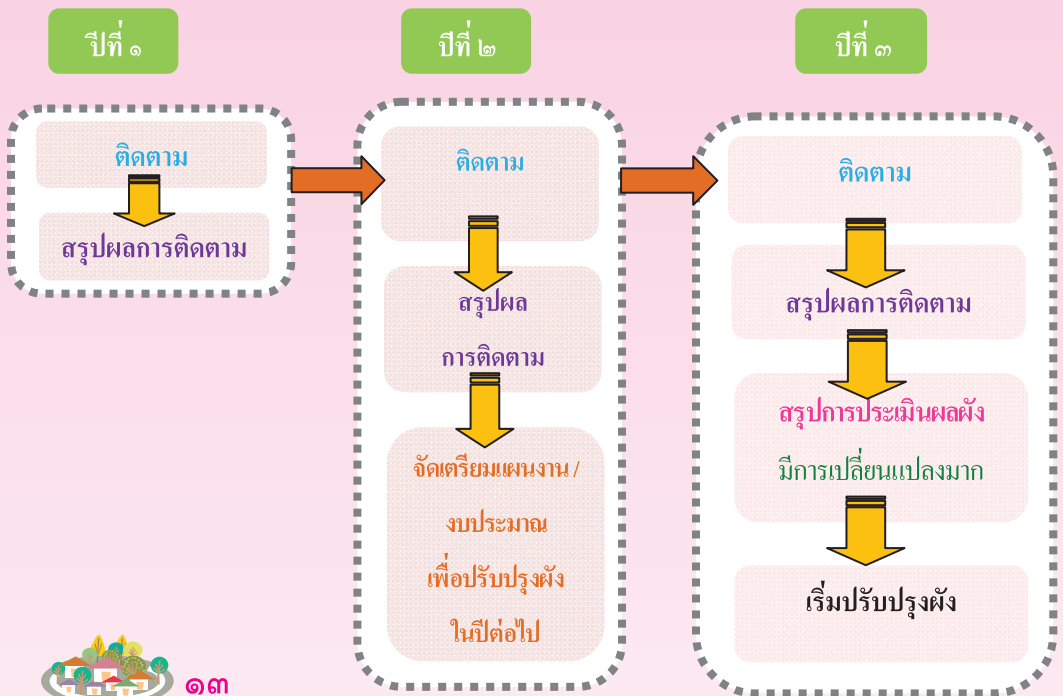 ปีที่ ๑
ติดตาม
สรุปผลการติดตาม
ปีที่ ๒
ติดตาม
สรุปผล
การติดตาม
จัดเตรียมแผนงาน /
งบประมาณ
เพื่อปรับปรุงผัง
ในปีต่อไป
ปีที่ ๓
ติดตาม
สรุปผลการติดตาม
สรุปการประเมินผลผัง
มีการเปลี่ยนแปลงมาก
เริ่มปรับปรุงผัง
๑๓